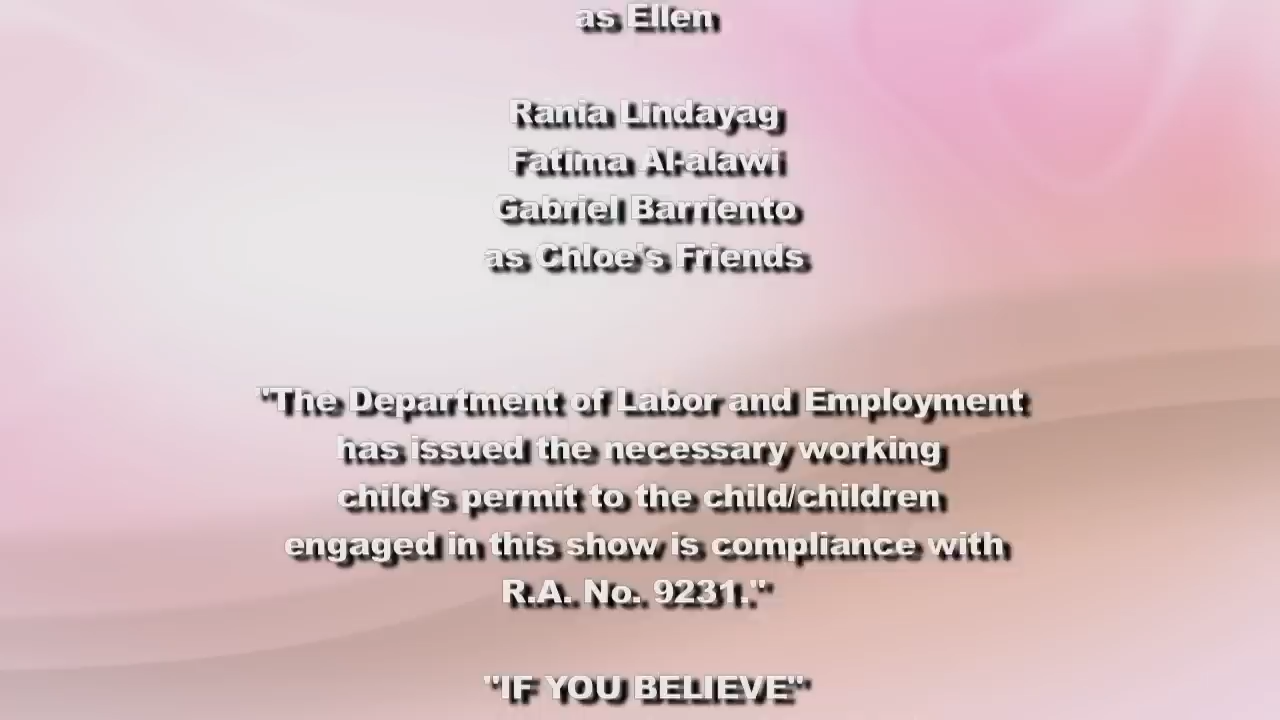 as Ellen
Rania Lindayag
Fatima Al-alawi
Gabriel Barriento
as Chloe's Friends
"The Department of Labor and Employment
has issued the necessary working
child's permit to the child/children
engaged in this show is compliance with
R.A. No. 9231."
"IF YOU BELIEVE"